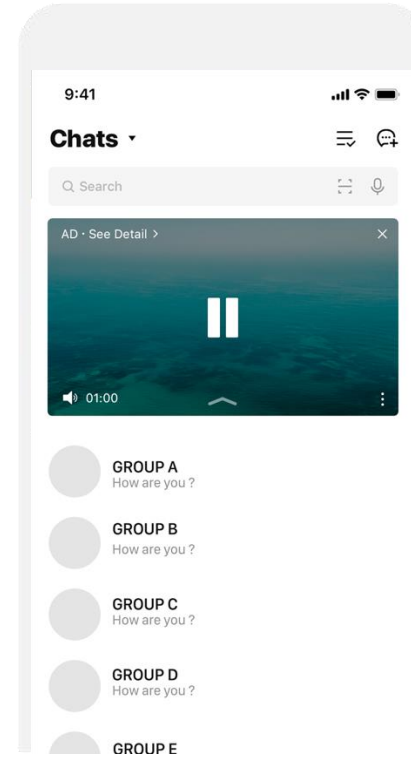 9:41
Chats
Search
AD · See Detail >
01:00
GROUP A
How are you ?
GROUP B
How are you ?
GROUP C
How are you ?
GROUP D
How are you ?
GROUP E